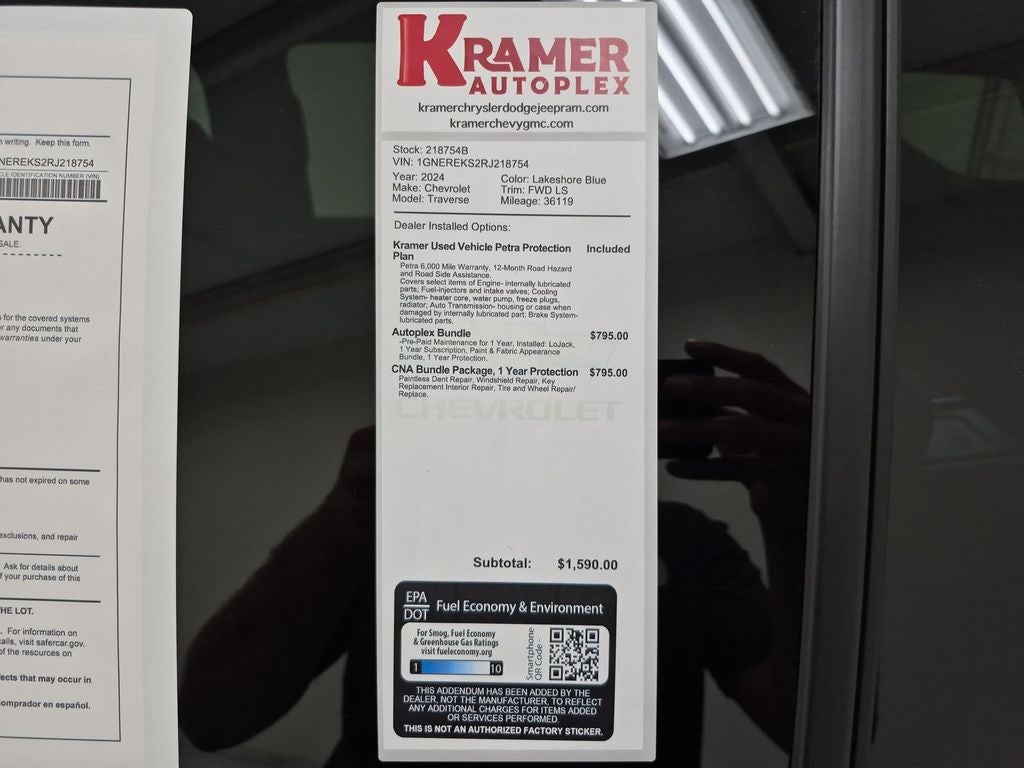 n writing. Keep this form.
GNEREKS2RJ218754
CLE IDENTIFICATION NUMBER (VIN)
ANTY
SALE.
s for the covered systems
or any documents that
warranties under your
has not expired on some
exclusions, and repair
Ask for details about
f your purchase of this
HE LOT.
. For information on
calls, visit safercar.gov.
of the resources on
ects that may occur in
omprador en español.
KRAMER
AUTOPLEX
kramerchryslerdodgejeepram.com
kramerchevygmc.com
Stock: 218754B
VIN: 1GNEREKS2RJ218754
Year: 2024 Color: Lakeshore Blue
Make: Chevrolet Trim: FWD LS
Model: Traverse Mileage: 36119
Dealer Installed Options:
Kramer Used Vehicle Petra Protection Included
Plan
Petra 6,000 Mile Warranty, 12-Month Road Hazard
and Road Side Assistance.
Covers select items of Engine- internally lubricated
parts; Fuel-injectors and intake valves; Cooling
System- heater core, water pump, freeze plugs,
radiator; Auto Transmission- housing or case when
damaged by internally lubricated part; Brake System-
lubricated parts.
Autoplex Bundle $795.00
-Pre-Paid Maintenance for 1 Year, Installed: LoJack,
1 Year Subscription, Paint & Fabric Appearance
Bundle, 1 Year Protection.
CNA Bundle Package, 1 Year Protection $795.00
Paintless Dent Repair, Windshield Repair, Key
Replacement Interior Repair, Tire and Wheel Repair/
Replace.
CHEVROLET
Subtotal: $1,590.00
EPA
DOT Fuel Economy & Environment
For Smog, Fuel Economy
& Greenhouse Gas Ratings
visit fueleconomy.org
1 10
Smartphone
QR Code -
THIS ADDENDUM HAS BEEN ADDED BY THE
DEALER, NOT THE MANUFACTURER, TO REFLECT
ANY ADDITIONAL CHARGES FOR ITEMS ADDED
OR SERVICES PERFORMED.
THIS IS NOT AN AUTHORIZED FACTORY STICKER.